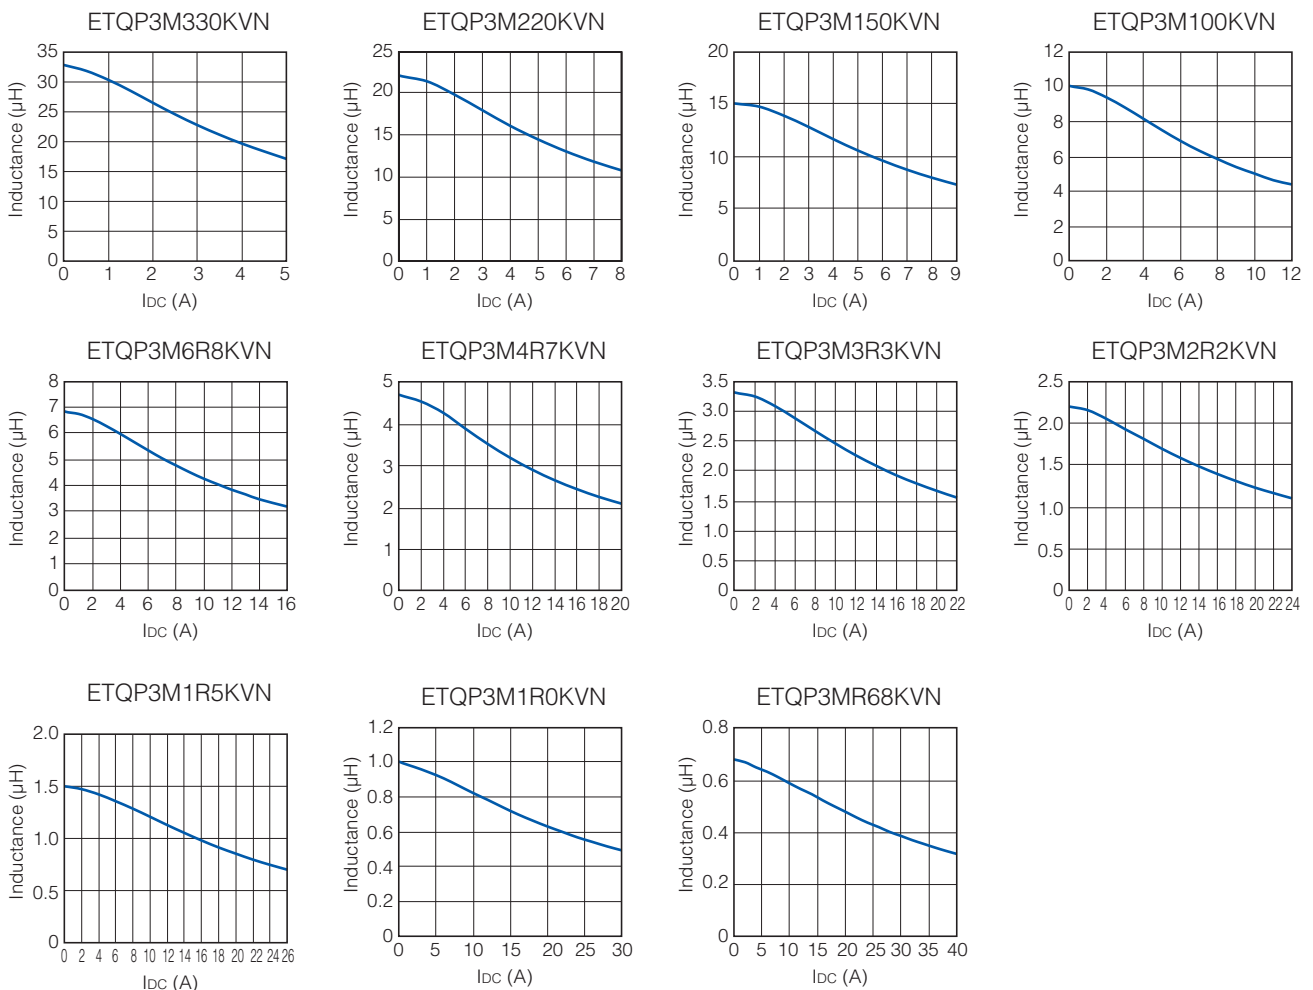 ETQP3M330KVN
35
30
25
20
15
10
5
0
Inductance (µH)
0 1 2 3 4 5
IDC (A)
ETQP3M220KVN
25
20
15
10
5
0
Inductance (µH)
0 1 2 3 4 5 6 7 8
IDC (A)
ETQP3M150KVN
20
15
10
5
0
Inductance (µH)
0 1 2 3 4 5 6 7 8 9
IDC (A)
ETQP3M100KVN
12
10
8
6
4
2
0
Inductance (µH)
0 2 4 6 8 10 12
IDC (A)
ETQP3M6R8KVN
8
7
6
5
4
3
2
1
0
Inductance (µH)
0 2 4 6 8 10 12 14 16
IDC (A)
ETQP3M4R7KVN
5
4
3
2
1
0
Inductance (µH)
0 2 4 6 8 10 12 14 16 18 20
IDC (A)
ETQP3M3R3KVN
3.5
3.0
2.5
2.0
1.5
1.0
0.5
0
Inductance (µH)
0 2 4 6 8 10 12 14 16 18 20 22
IDC (A)
ETQP3M2R2KVN
2.5
2.0
1.5
1.0
0.5
0
Inductance (µH)
0 2 4 6 8 10 12 14 16 18 20 22 24
IDC (A)
ETQP3M1R5KVN
2.0
1.5
1.0
0.5
0
Inductance (µH)
0 2 4 6 8 10 12 14 16 18 20 22 24 26
IDC (A)
ETQP3M1R0KVN
1.2
1.0
0.8
0.6
0.4
0.2
0
Inductance (µH)
0 5 10 15 20 25 30
IDC (A)
ETQP3MR68KVN
0.8
0.6
0.4
0.2
0
Inductance (µH)
0 5 10 15 20 25 30 35 40
IDC (A)